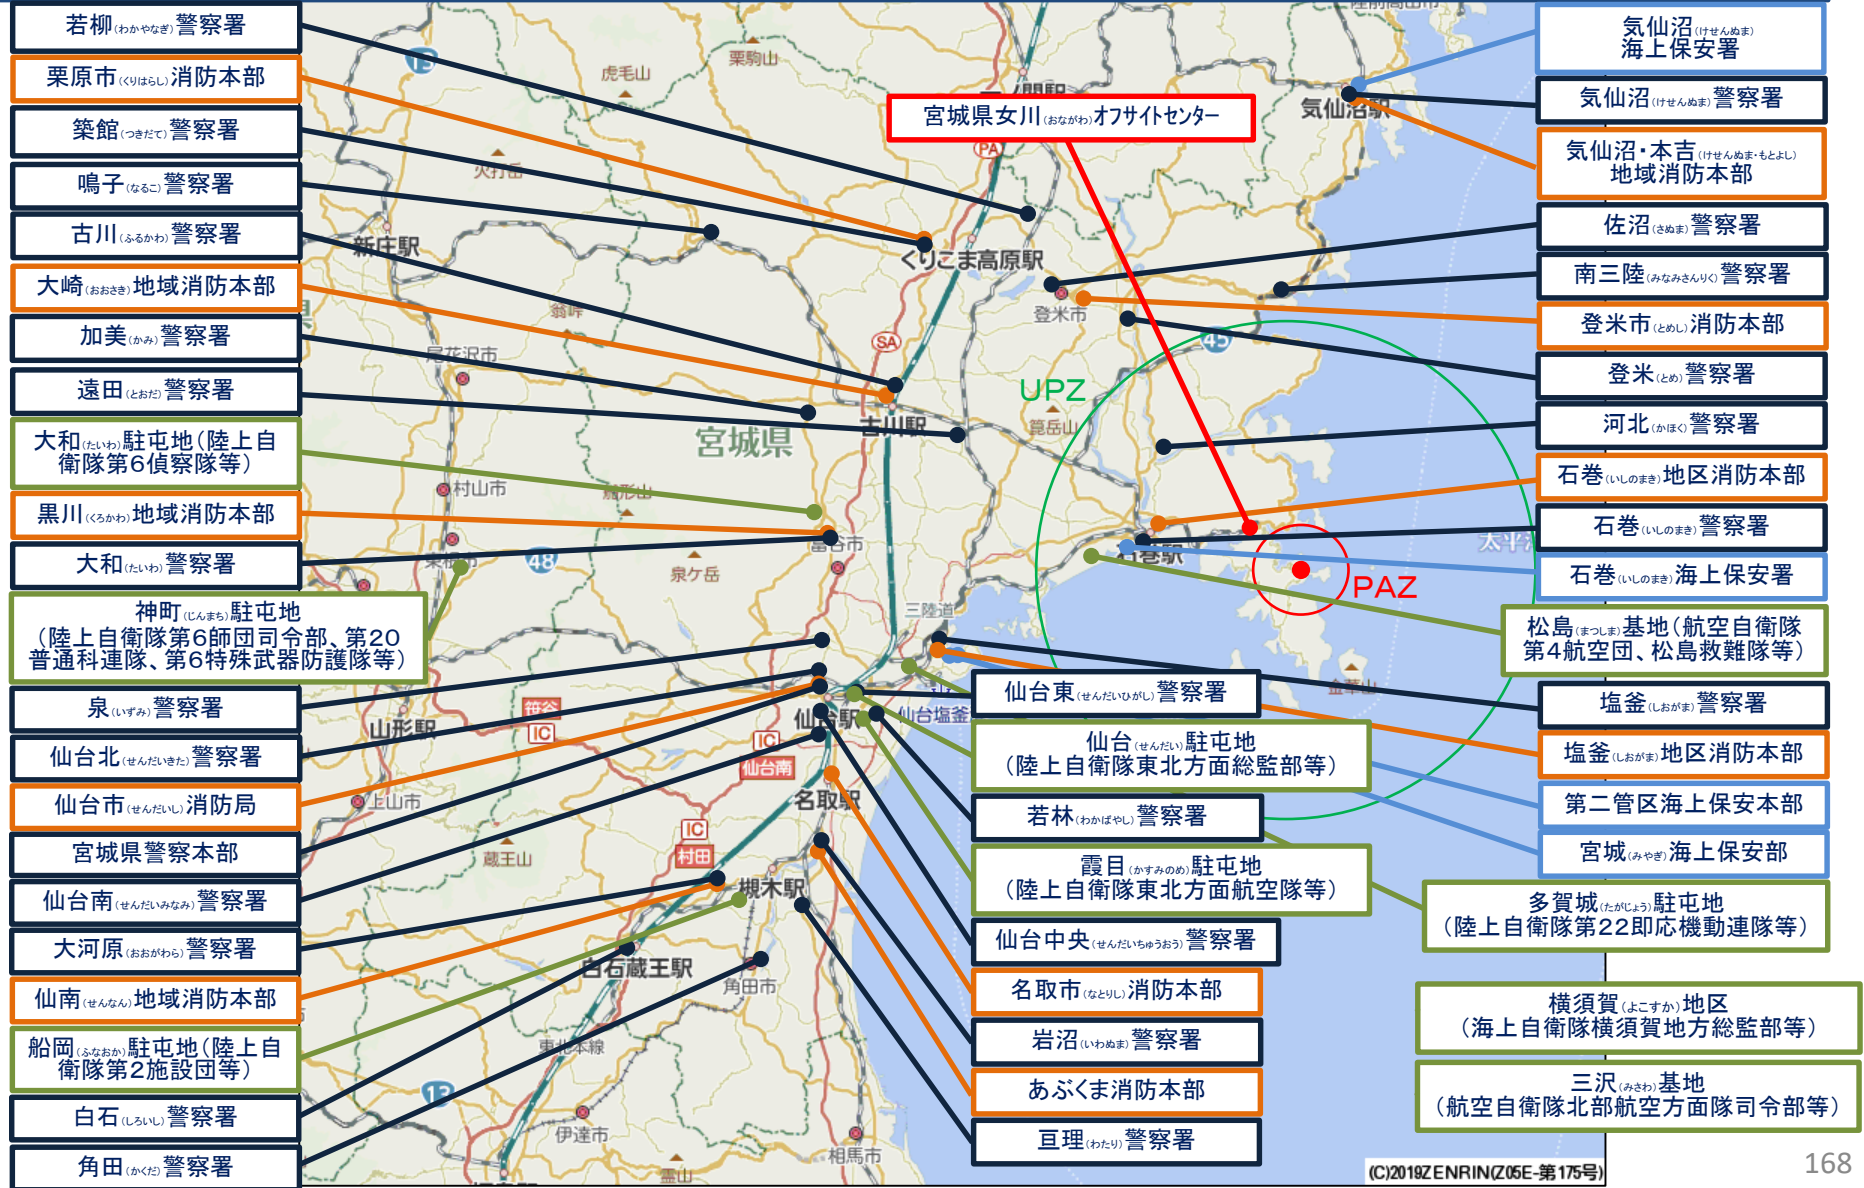 若柳(わかやなぎ)警察署
栗原市(くりはらし)消防本部
築館(つきだて)警察署
鳴子(なるこ)警察署
古川(ふるかわ)警察署
大崎(おおさき)地域消防本部
加美(かみ)警察署
遠田(とおだ)警察署
大和(たいわ)駐屯地(陸上自
衛隊第6偵察隊等)
黒川(くろかわ)地域消防本部
大和(たいわ)警察署
神町(じんまち)駐屯地
(陸上自衛隊第6師団司令部、第20
普通科連隊、第6特殊武器防護隊等)
泉(いずみ)警察署
仙台北(せんだいきた)警察署
仙台市(せんだいし)消防局
宮城県警察本部
仙台南(せんだいみなみ)警察署
大河原(おおがわら)警察署
仙南(せんなん)地域消防本部
船岡(ふなおか)駐屯地(陸上自
衛隊第2施設団等)
白石(しろいし)警察署
角田(かくだ)警察署
宮城県女川(おながわ)オフサイトセンター
13
虎毛山
栗駒山
火打岳
新庄駅
くりこま高原駅
登米市
翁峠
尾花沢市
SA
PA
UPZ
45
箆岳山
古川駅
宮城県
村山市
船形山
48
泉ケ岳
富谷市
石巻駅
PAZ
三陸道
金華山
笹谷
IC
山形駅
仙台駅
仙台塩釜
IC
仙台南
上山市
名取駅
蔵王山
IC
村田
槻木駅
白石蔵王駅
角田市
東北本線
13
伊達市
霊山
相馬市
気仙沼駅
仙台東(せんだいひがし)警察署
仙台(せんだい)駐屯地
(陸上自衛隊東北方面総監部等)
若林(わかばやし)警察署
霞目(かすみのめ)駐屯地
(陸上自衛隊東北方面航空隊等)
仙台中央(せんだいちゅうおう)警察署
名取市(なとりし)消防本部
岩沼(いわぬま)警察署
あぶくま消防本部
亘理(わたり)警察署
気仙沼(けせんぬま)
海上保安署
気仙沼(けせんぬま)警察署
気仙沼・本吉(けせんぬま・もとよし)
地域消防本部
佐沼(さぬま)警察署
南三陸(みなみさんりく)警察署
登米市(とめし)消防本部
登米(とめ)警察署
河北(かほく)警察署
石巻(いしのまき)地区消防本部
石巻(いしのまき)警察署
石巻(いしのまき)海上保安署
松島(まつしま)基地(航空自衛隊
第4航空団、松島救難隊等)
塩釜(しおがま)警察署
塩釜(しおがま)地区消防本部
第二管区海上保安本部
宮城(みやぎ)海上保安部
多賀城(たがじょう)駐屯地
(陸上自衛隊第22即応機動連隊等)
横須賀(よこすか)地区
(海上自衛隊横須賀地方総監部等)
三沢(みさわ)基地
(航空自衛隊北部航空方面隊司令部等)
(C)2019ZENRIN(Z05E-第175号)
168